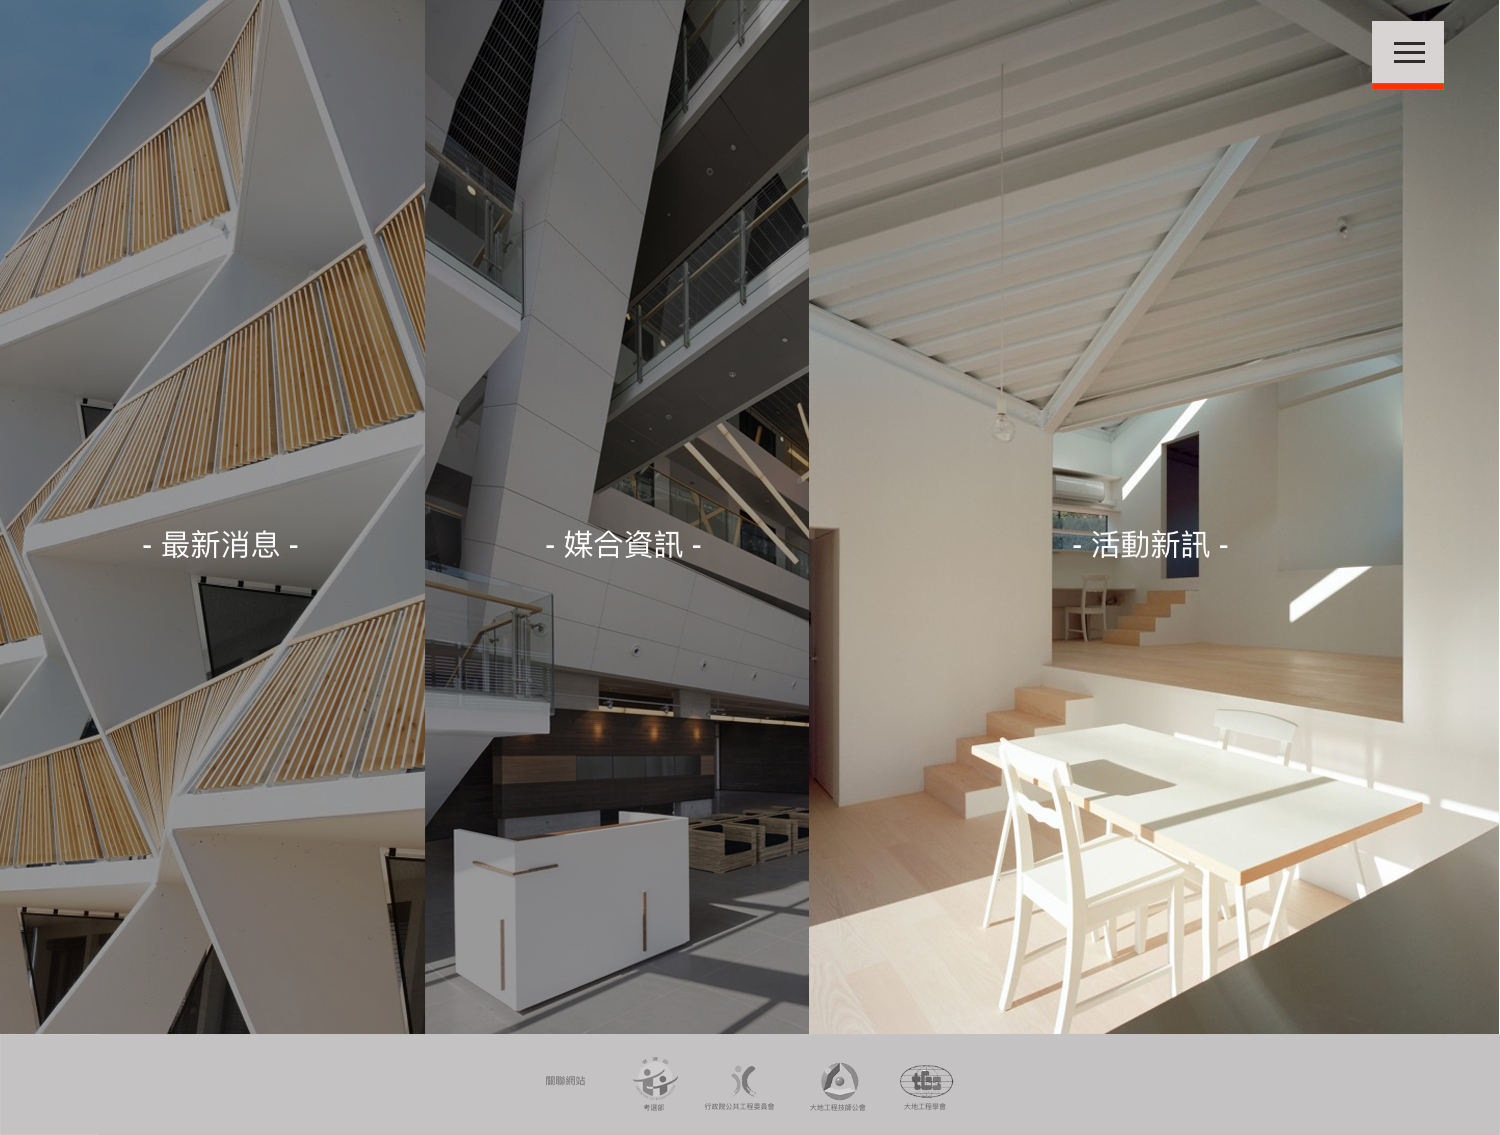 - 最新消息 -
- 媒合資訊 -
- 活動新訊 -
關聯網站
考選部
行政院公共工程委員會
大地工程技師公會
大地工程學會